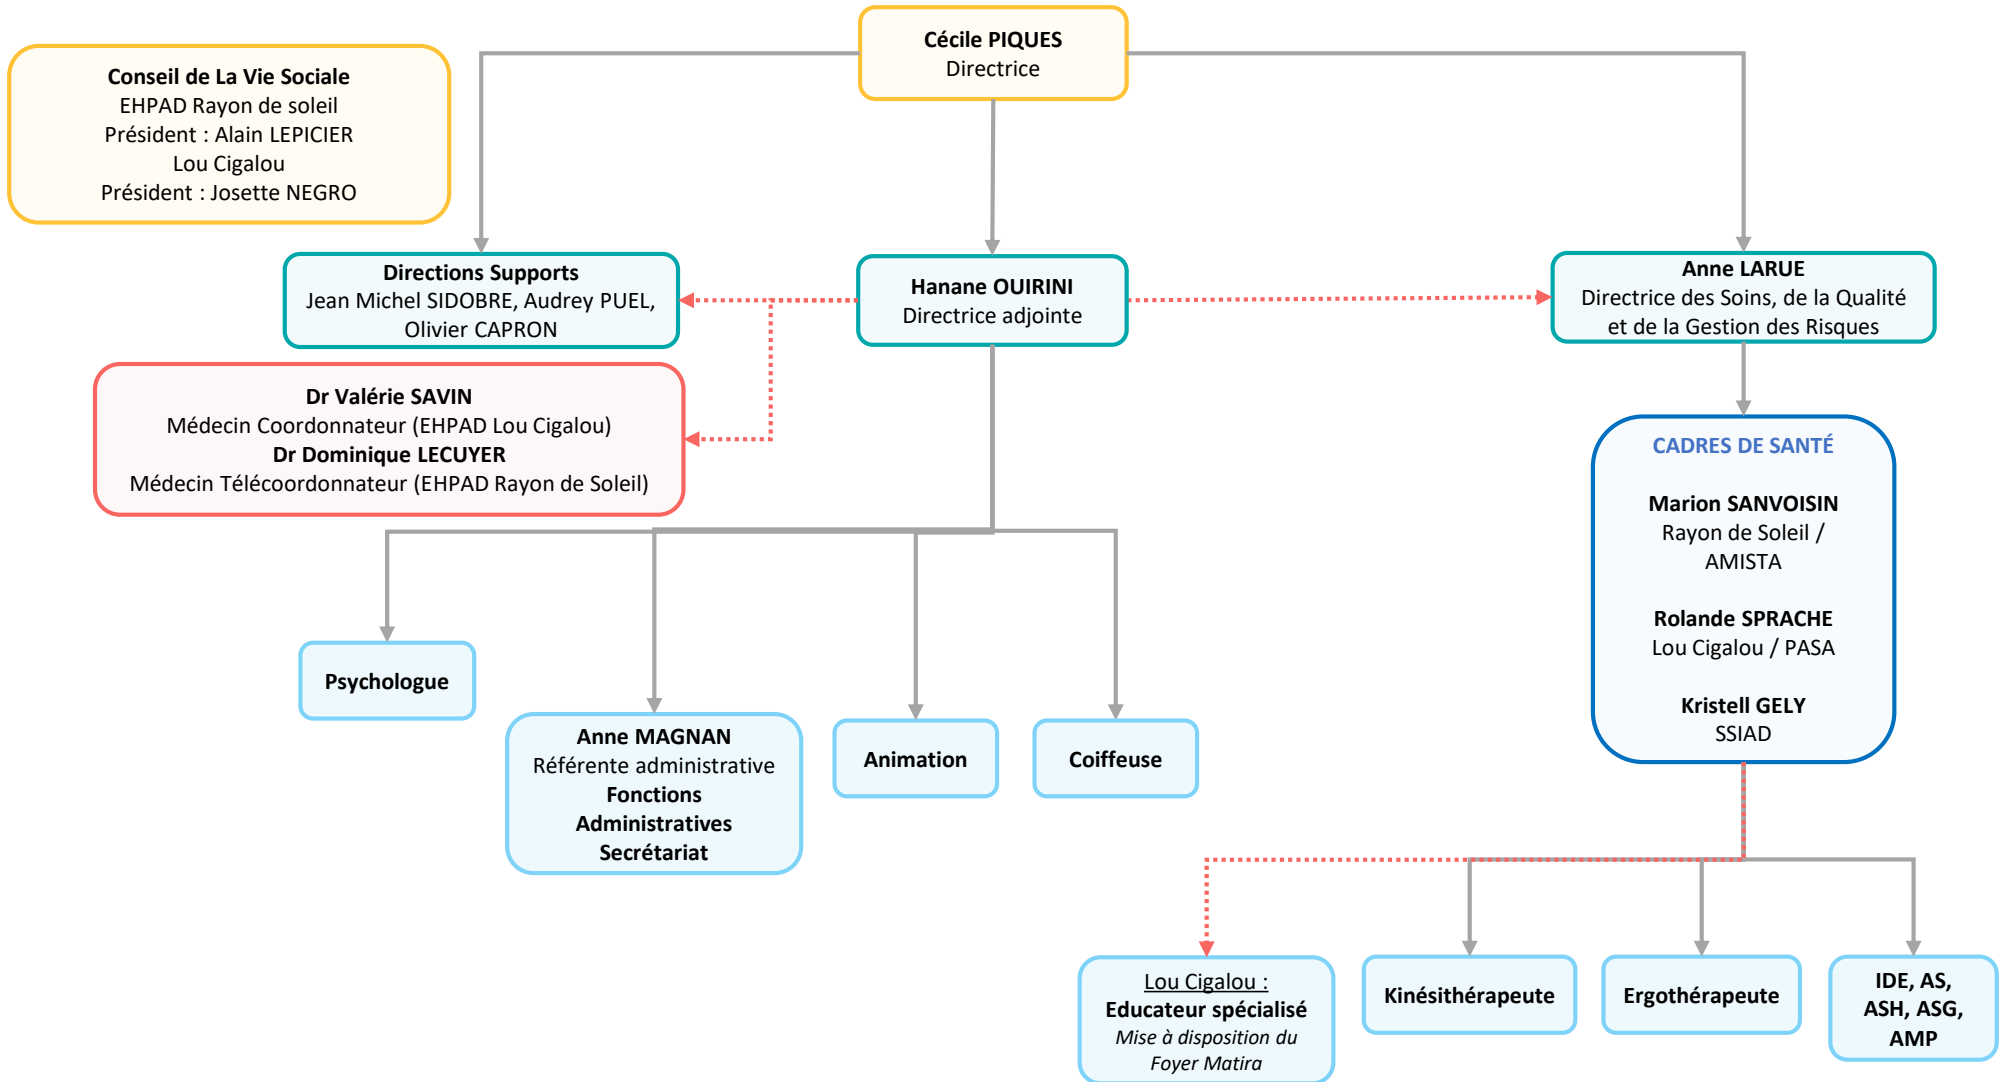 Cécile PIQUES
Directrice
Conseil de La Vie Sociale
EHPAD Rayon de soleil
Président : Alain LEPICIER
Lou Cigalou
Président : Josette NEGRO
Directions Supports
Jean Michel SIDOBRE, Audrey PUEL,
Olivier CAPRON
Hanane OUIRINI
Directrice adjointe
Anne LARUE
Directrice des Soins, de la Qualité
et de la Gestion des Risques
Dr Valérie SAVIN
Médecin Coordonnateur (EHPAD Lou Cigalou)
Dr Dominique LECUYER
Médecin Télécoordonnateur (EHPAD Rayon de Soleil)
CADRES DE SANTÉ
Marion SANVOISIN
Rayon de Soleil /
AMISTA
Rolande SPRACHE
Lou Cigalou / PASA
Kristell GELY
SSIAD
Psychologue
Anne MAGNAN
Référente administrative
Fonctions
Administratives
Secrétariat
Animation
Coiffeuse
Lou Cigalou :
Educateur spécialisé
Mise à disposition du
Foyer Matira
Kinésithérapeute
Ergothérapeute
IDE, AS,
ASH, ASG,
AMP